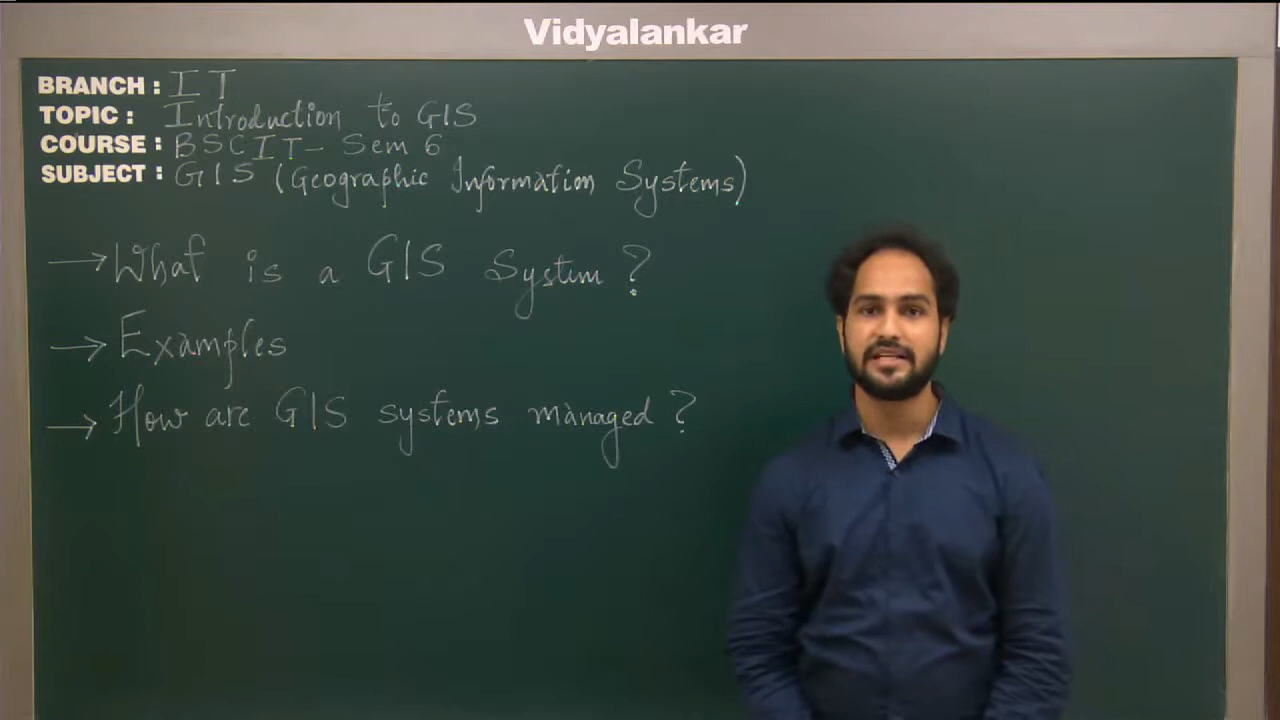 Vidyalankar
BRANCH : IT
TOPIC : Introduction to GIS
COURSE : BSCIT - Sem 6
SUBJECT : GIS (Geographic Information Systems)
→ What is a GIS System ?
→ Examples
→ How are GIS systems managed ?